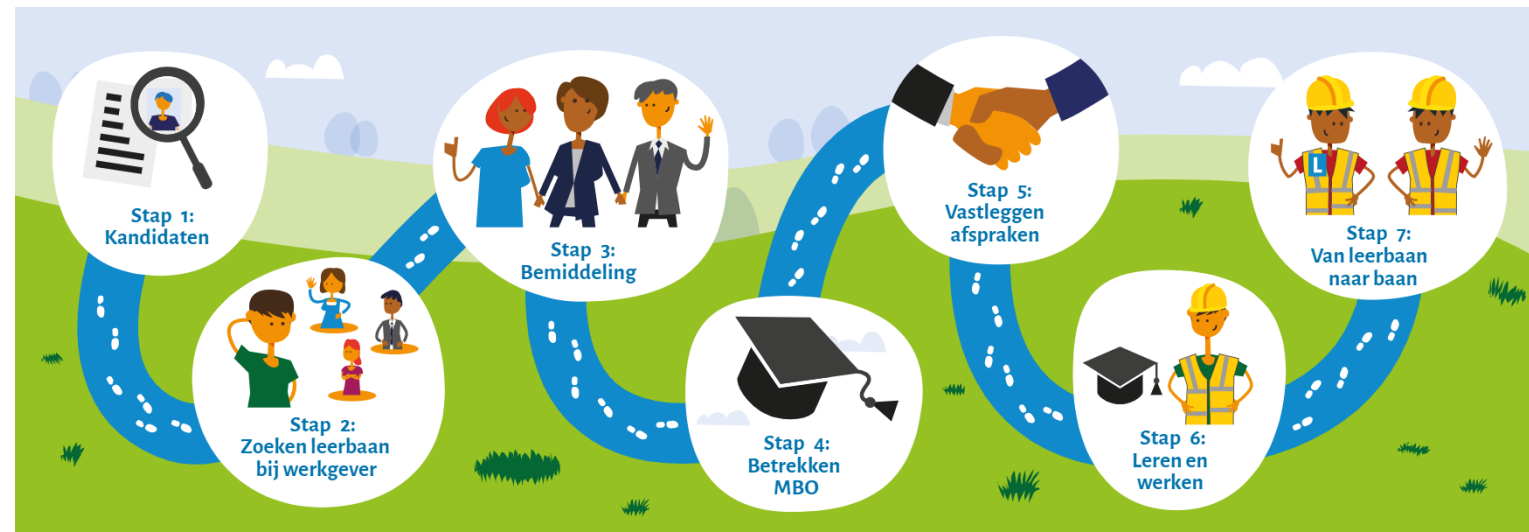 Stap 1:
Kandidaten
Stap 2:
Zoeken leerbaan
bij werkgever
Stap 3:
Bemiddeling
Stap 4:
Betrekken
MBO
Stap 5:
Vastleggen
afspraken
Stap 6:
Leren en
werken
L
Stap 7:
Van leerbaan
naar baan